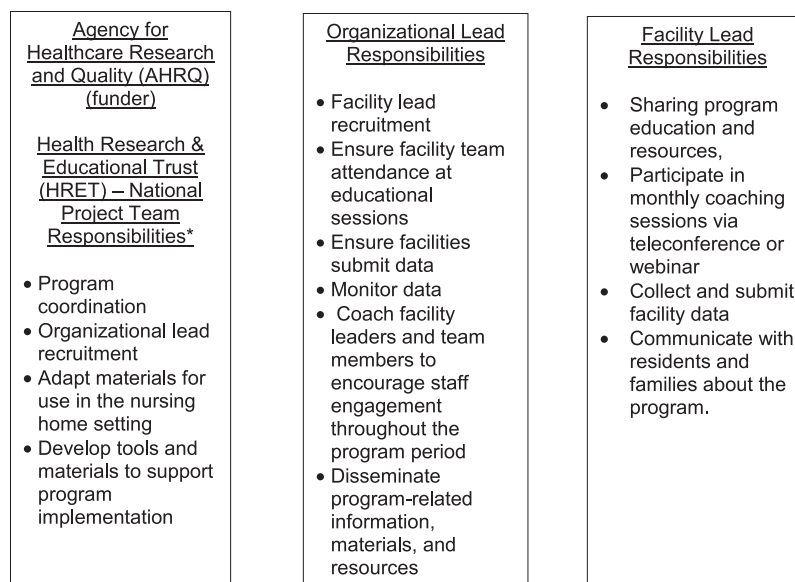 Agency for
Healthcare Research
and Quality (AHRQ)
(funder)
Health Research &
Educational Trust
(HRET) – National
Project Team
Responsibilities*
• Program
coordination
• Organizational lead
recruitment
• Adapt materials for
use in the nursing
home setting
• Develop tools and
materials to support
program
implementation
Organizational Lead
Responsibilities
• Facility lead
recruitment
• Ensure facility team
attendance at
educational
sessions
• Ensure facilities
submit data
• Monitor data
• Coach facility
leaders and team
members to
encourage staff
engagement
throughout the
program period
• Disseminate
program-related
information,
materials, and
resources
Facility Lead
Responsibilities
• Sharing program
education and
resources,
• Participate in
monthly coaching
sessions via
teleconference or
webinar
• Collect and submit
facility data
• Communicate with
residents and
families about the
program.